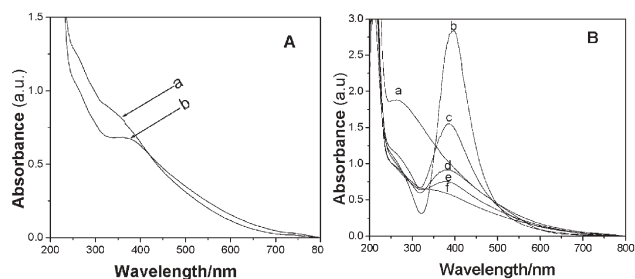 A
a
b
Absorbance (a.u.)
1.5
1.0
0.5
0.0
200 300 400 500 600 700 80
Wavelength/nm
B
a
b
c
d
e
f
Absorbance (a.u.)
3.0
2.5
2.0
1.5
1.0
0.5
0.0
200 300 400 500 600 700 800
Wavelength/nm